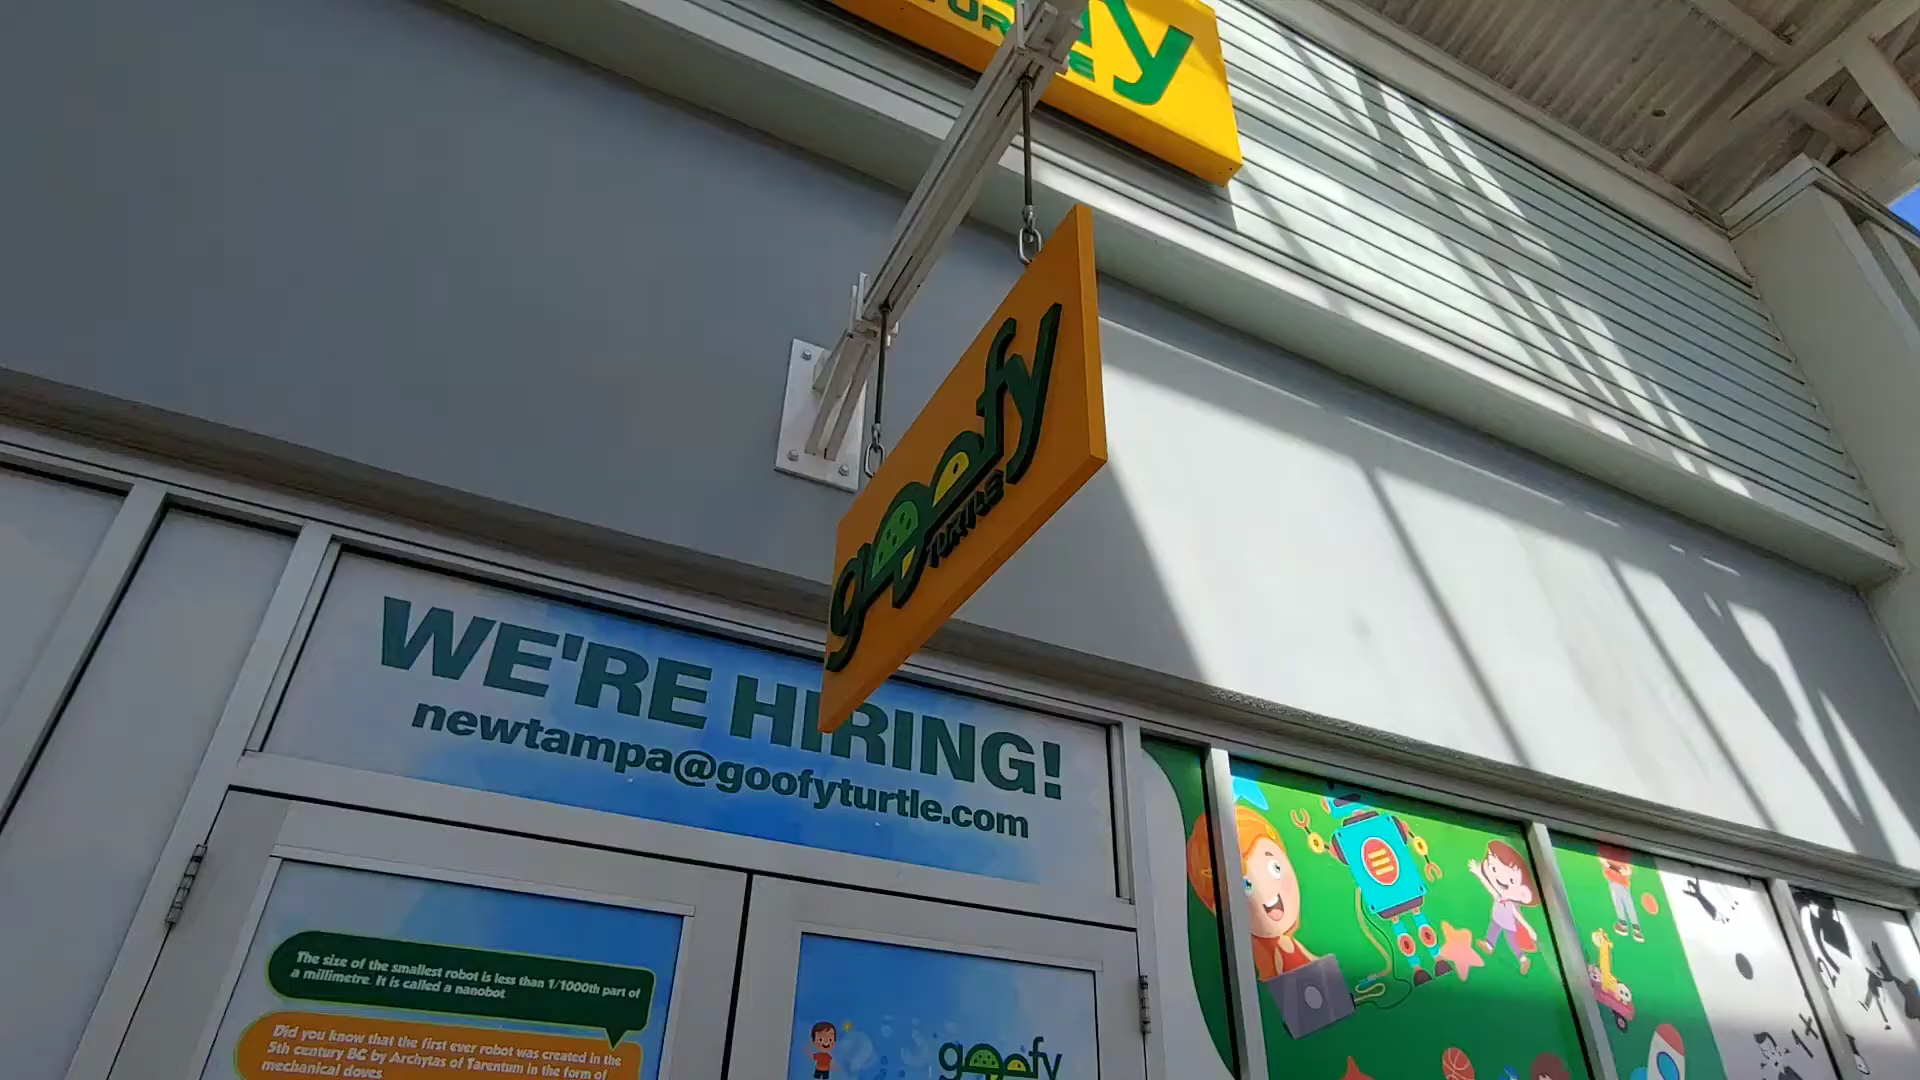 y
goofy
TURTLE
WE'RE HIRING!
newtampa@goofyturtle.com
The size of the smallest robot is less than 1/1000th part of
a millimetre. It is called a nanobot.
Did you know that the first ever robot was created in the
5th century BC by Archytas of Tarentum in the form of
mechanical doves
goofy